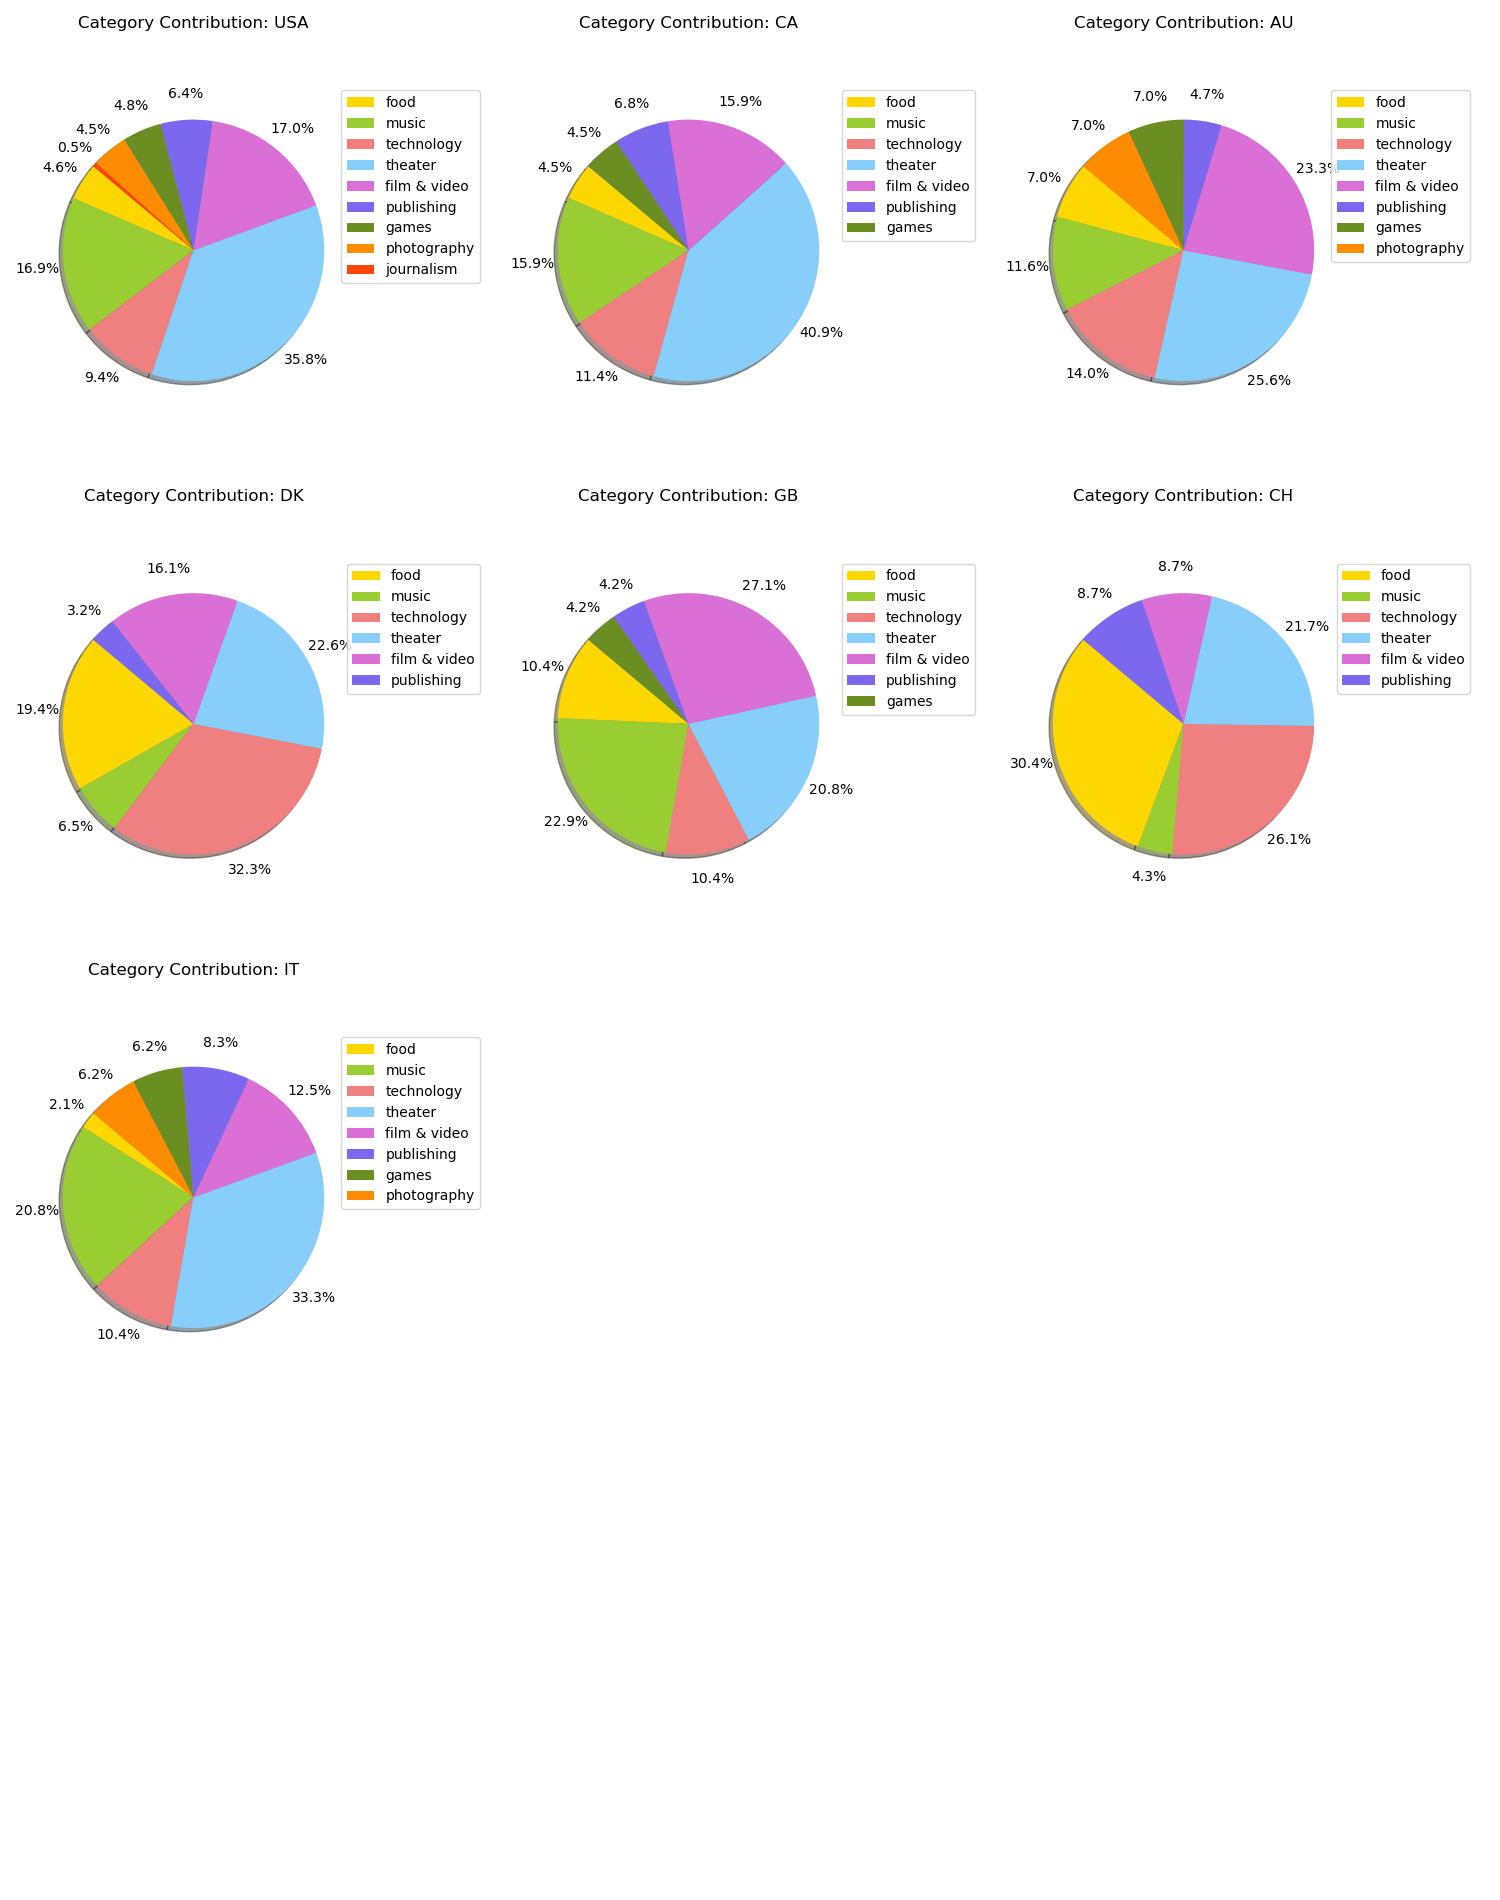 Category Contribution: USA
6.4%
4.8%
4.5%
0.5%
4.6%
17.0%
16.9%
9.4%
35.8%
food
music
technology
theater
film & video
publishing
games
photography
journalism
Category Contribution: CA
15.9%
6.8%
4.5%
4.5%
15.9%
11.4%
40.9%
food
music
technology
theater
film & video
publishing
games
Category Contribution: AU
4.7%
7.0%
7.0%
7.0%
23.3%
11.6%
14.0%
25.6%
food
music
technology
theater
film & video
publishing
games
photography
Category Contribution: DK
16.1%
3.2%
22.6%
19.4%
6.5%
32.3%
food
music
technology
theater
film & video
publishing
Category Contribution: GB
27.1%
4.2%
4.2%
10.4%
20.8%
22.9%
10.4%
food
music
technology
theater
film & video
publishing
games
Category Contribution: CH
8.7%
8.7%
21.7%
30.4%
26.1%
4.3%
food
music
technology
theater
film & video
publishing
Category Contribution: IT
8.3%
6.2%
6.2%
2.1%
12.5%
20.8%
33.3%
10.4%
food
music
technology
theater
film & video
publishing
games
photography